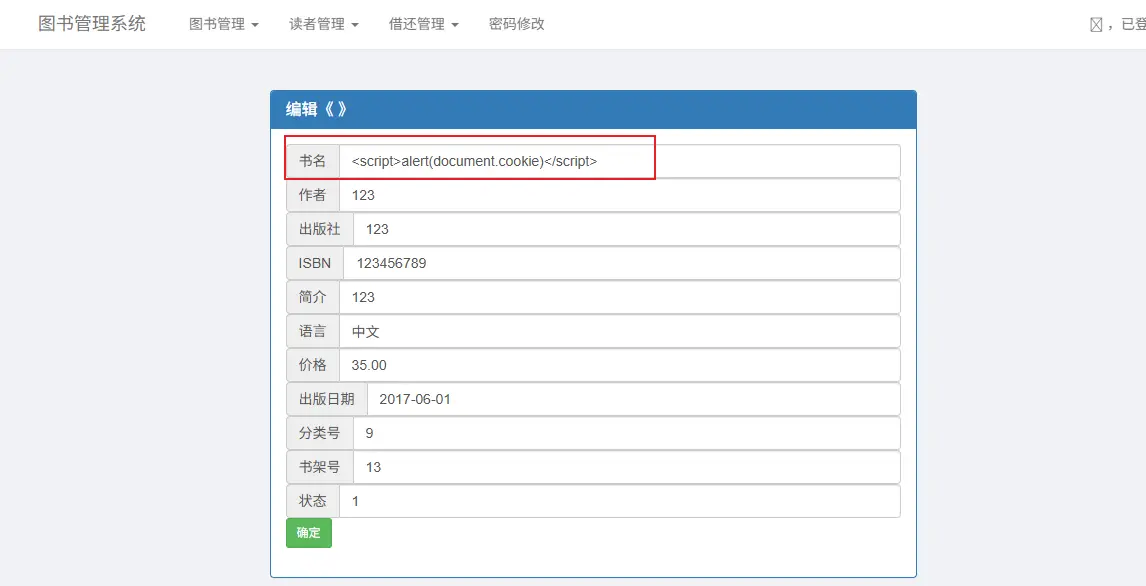 图书管理系统 图书管理 读者管理 借还管理 密码修改 ，已登
编辑《 》
书名 <script>alert(document.cookie)</script>
作者 123
出版社 123
ISBN 123456789
简介 123
语言 中文
价格 35.00
出版日期 2017-06-01
分类号 9
书架号 13
状态 1
确定